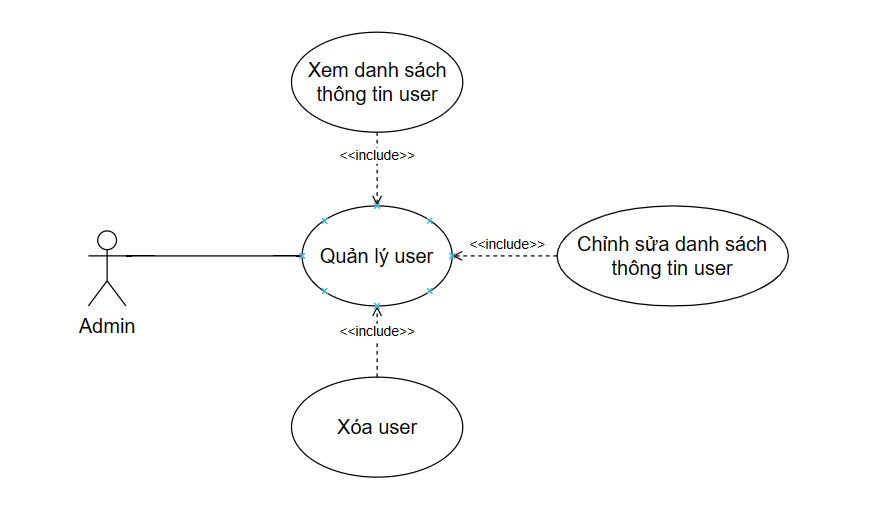 Xem danh sách
thông tin user
<<include>>
Quản lý user
<<include>>
Chỉnh sửa danh sách
thông tin user
Admin
<<include>>
Xóa user